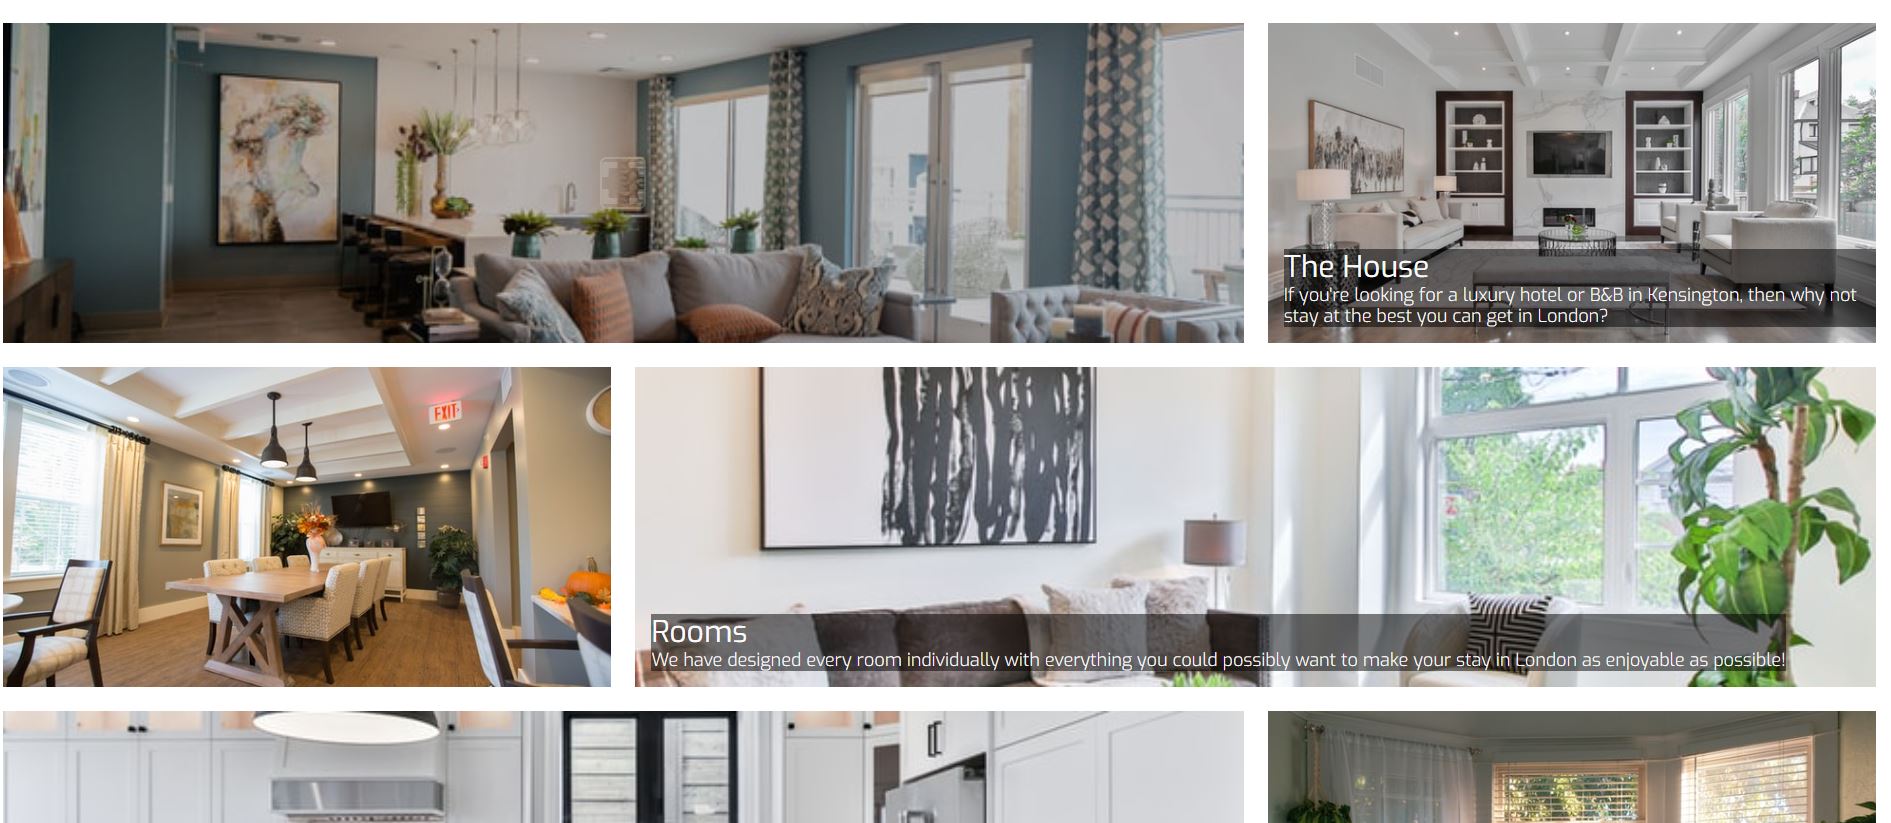 The House
If you're looking for a luxury hotel or B&B in Kensington, then why not
stay at the best you can get in London?
EXIT
Rooms
We have designed every room individually with everything you could possibly want to make your stay in London as enjoyable as possible!